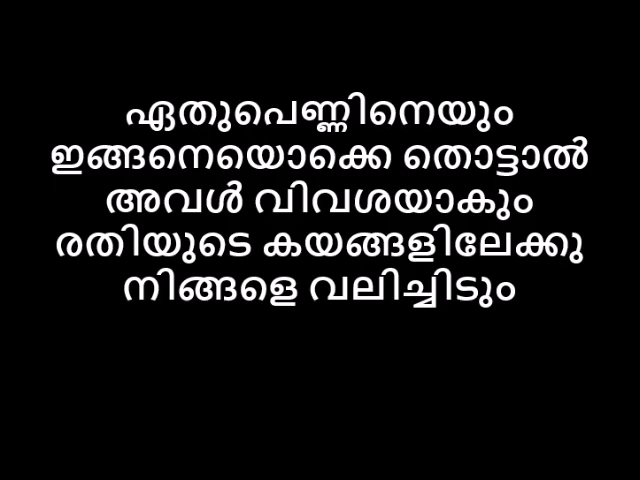 ഏതുപെണ്ണിനെയും
ഇങ്ങനെയൊക്കെ തൊട്ടാൽ
അവൾ വിവശയാകും
രതിയുടെ കയങ്ങളിലേക്കു
നിങ്ങളെ വലിച്ചിടും